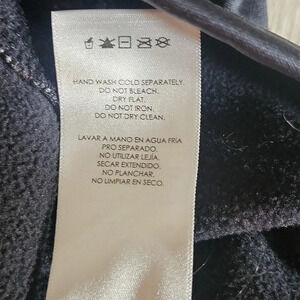 HAND WASH COLD SEPARATELY.
DO NOT BLEACH.
DRY FLAT.
DO NOT IRON.
DO NOT DRY CLEAN.
LAVAR A MANO EN AGUA FRIA
PRO SEPARADO.
NO UTILIZAR LEJÍA.
SECAR EXTENDIDO.
NO PLANCHAR.
NO LIMPIAR EN SECO.